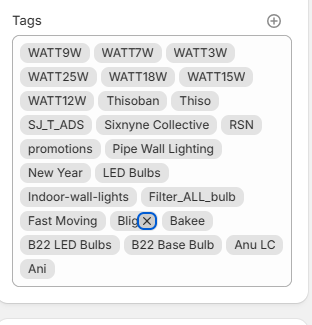 Tags
WATT9W WATT7W WATT3W
WATT25W WATT18W WATT15W
WATT12W Thisoban Thiso
SJ_T_ADS Sixnyne Collective RSN
promotions Pipe Wall Lighting
New Year LED Bulbs
Indoor-wall-lights Filter_ALL_bulb
Fast Moving Bakee
B22 LED Bulbs B22 Base Bulb Anu LC
Ani